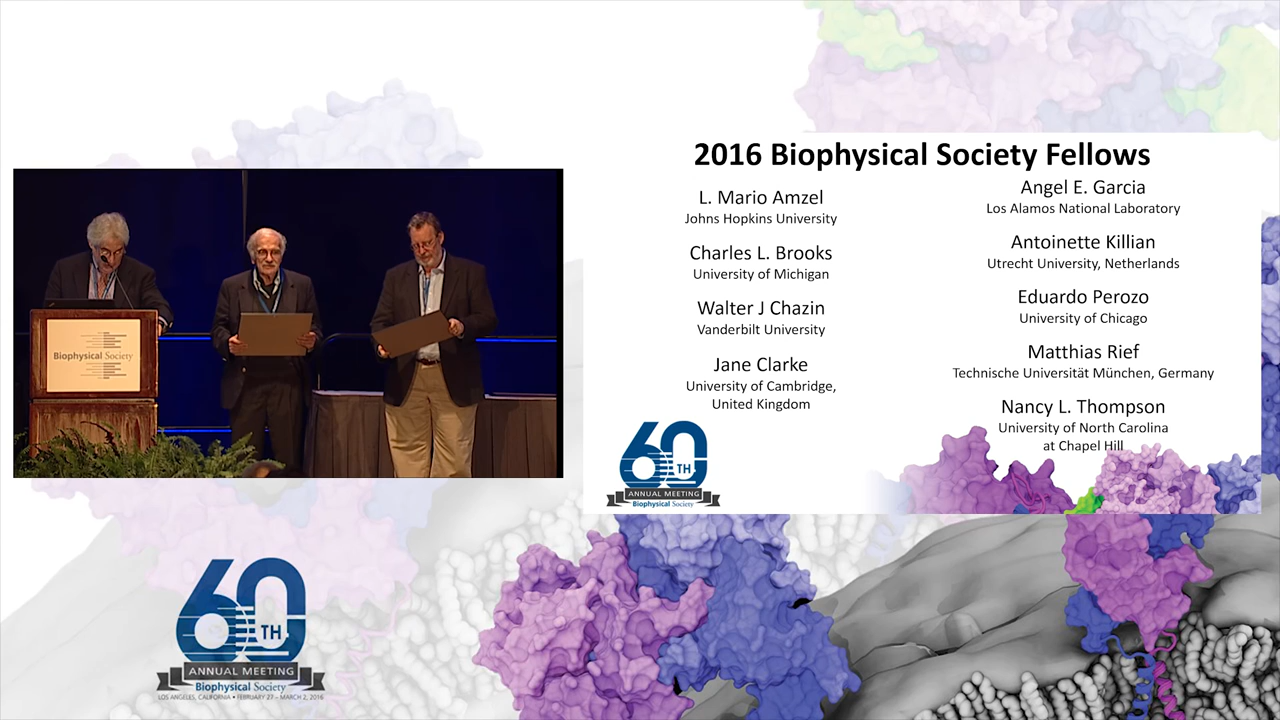 Biophysical Society
2016 Biophysical Society Fellows
L. Mario Amzel
Johns Hopkins University
Charles L. Brooks
University of Michigan
Walter J Chazin
Vanderbilt University
Jane Clarke
University of Cambridge,
United Kingdom
Angel E. Garcia
Los Alamos National Laboratory
Antoinette Killian
Utrecht University, Netherlands
Eduardo Perozo
University of Chicago
Matthias Rief
Technische Universität München, Germany
Nancy L. Thompson
University of North Carolina
at Chapel Hill
60TH
ANNUAL MEETING
Biophysical Society
60TH
ANNUAL MEETING
Biophysical Society
LOS ANGELES, CALIFORNIA • FEBRUARY 27 – MARCH 2, 2016